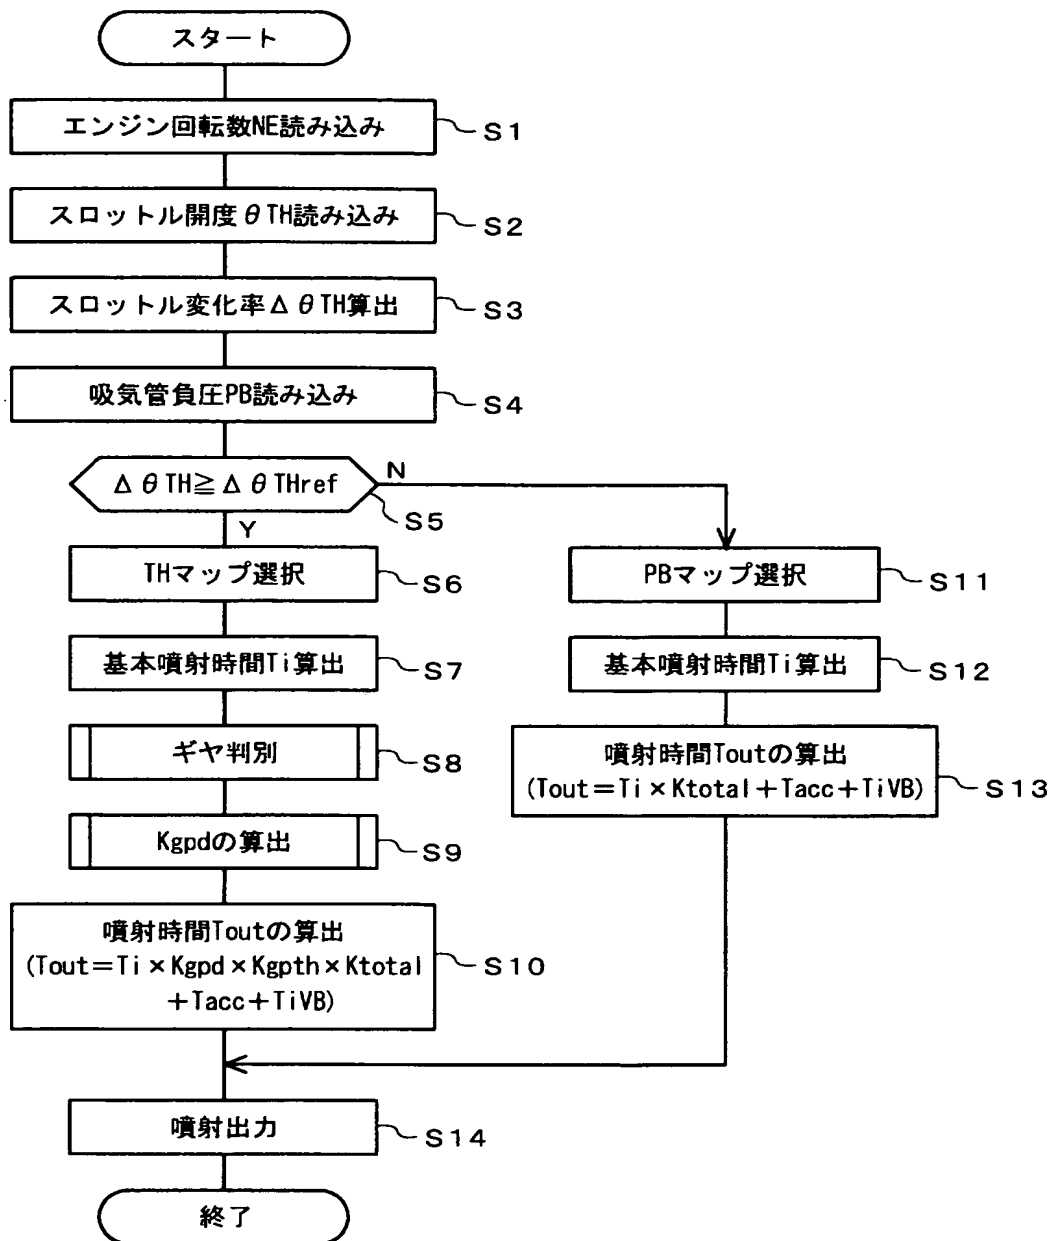 スタート
エンジン回転数NE読み込み
S1
スロットル開度θTH読み込み
S2
スロットル変化率ΔθTH算出
S3
吸気管負圧PB読み込み
S4
ΔθTH≧ΔθTHref
N
S5
Y
THマップ選択
S6
PBマップ選択
S11
基本噴射時間Ti算出
S7
基本噴射時間Ti算出
S12
ギヤ判別
S8
噴射時間Toutの算出
(Tout=Ti×Ktotal+Tacc+TiVB)
S13
Kgpdの算出
S9
噴射時間Toutの算出
(Tout=Ti×Kgpd×Kgpth×Ktotal
+Tacc+TiVB)
S10
噴射出力
S14
終了